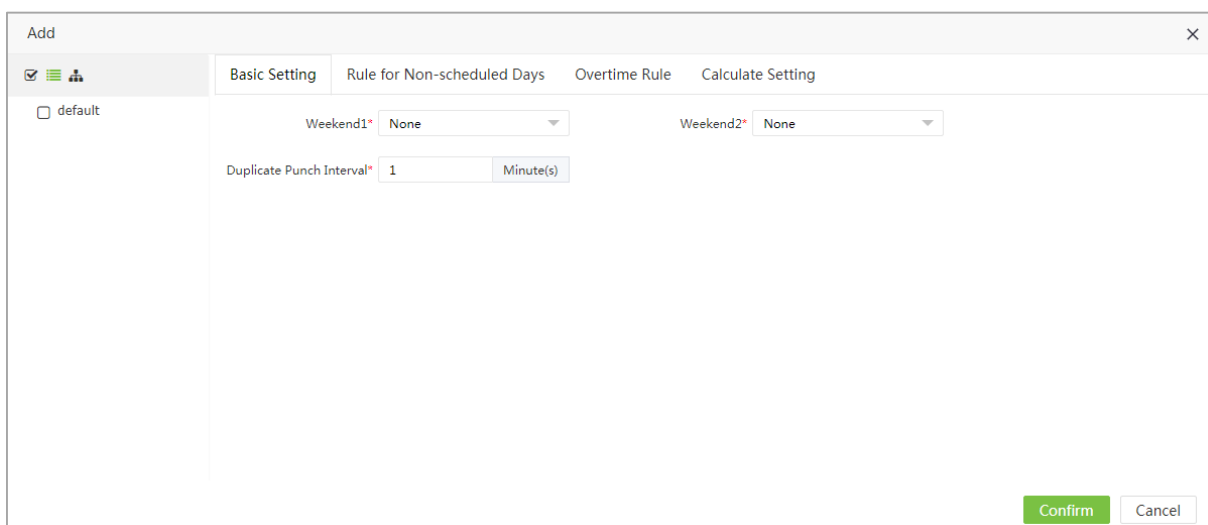 Add
Basic Setting Rule for Non-scheduled Days Overtime Rule Calculate Setting
default
Weekend1* None Weekend2* None
Duplicate Punch Interval* 1 Minute(s)
Confirm Cancel